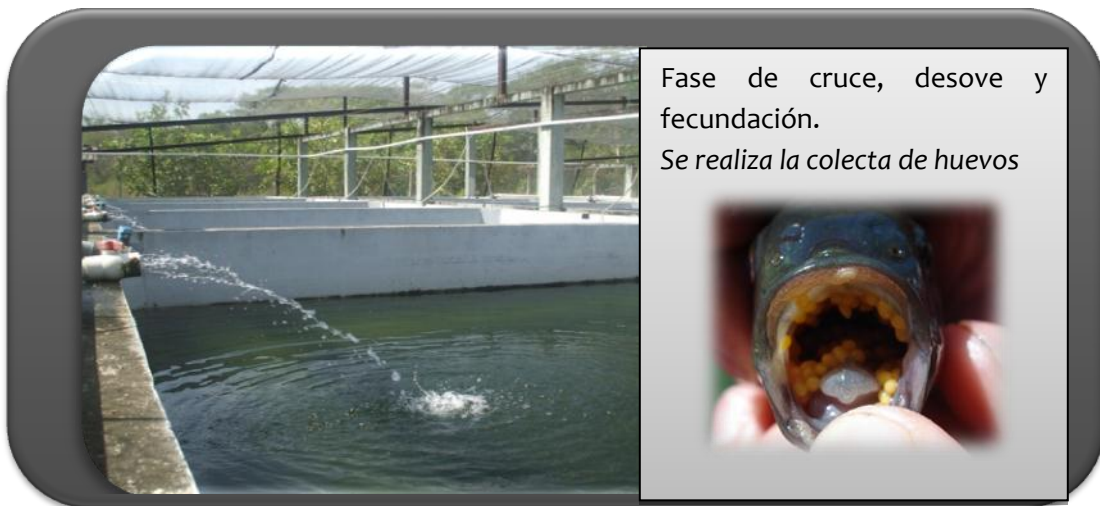 Fase de cruce, desove y
fecundación.
Se realiza la colecta de huevos